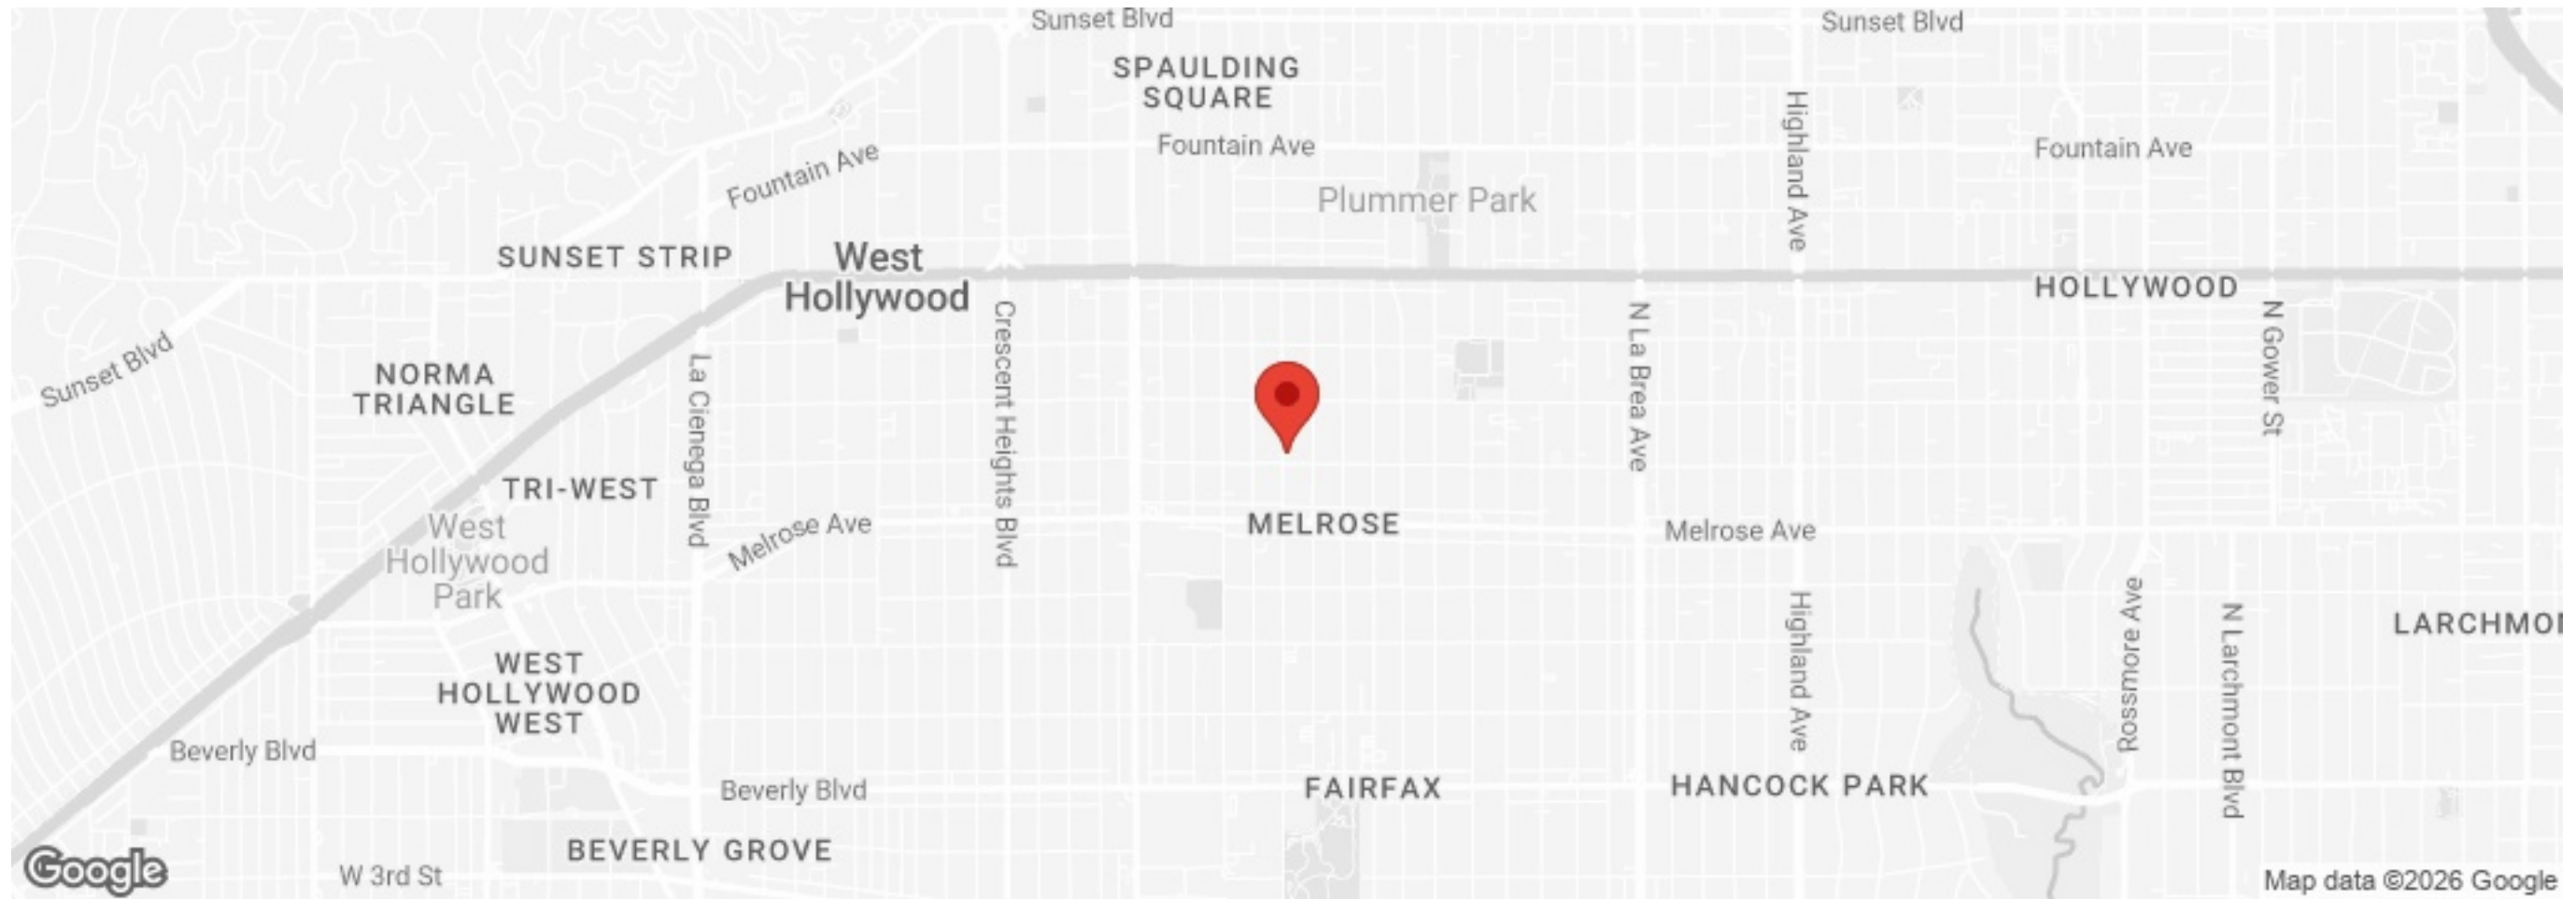 Sunset Blvd
Sunset Blvd
SPAULDING
SQUARE
Highland Ave
Fountain Ave
Fountain Ave
Fountain Ave
Plummer Park
SUNSET STRIP
West
Hollywood
HOLLYWOOD
Sunset Blvd
NORMA
TRIANGLE
La Cienega Blvd
Crescent Heights Blvd
N La Brea Ave
N Gower St
TRI-WEST
West
Hollywood
Park
Melrose Ave
MELROSE
Melrose Ave
Highland Ave
Rossmore Ave
N Larchmont Blvd
LARCHMON
WEST
HOLLYWOOD
WEST
Beverly Blvd
Beverly Blvd
FAIRFAX
HANCOCK PARK
BEVERLY GROVE
W 3rd St
Google
Map data ©2026 Google